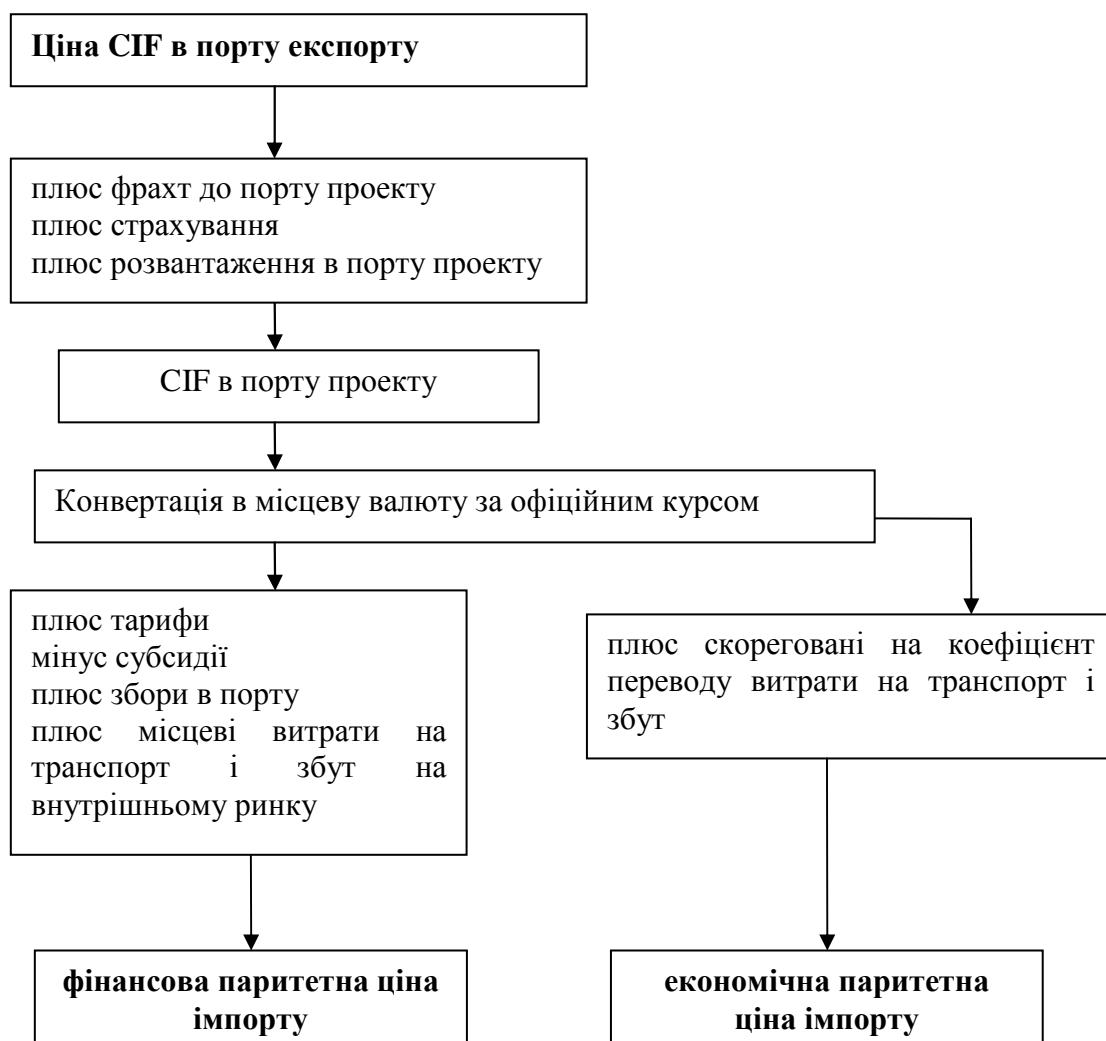 Ціна CIF в порту експорту
плюс фрахт до порту проекту
плюс страхування
плюс розвантаження в порту проекту
CIF в порту проекту
Конвертація в місцеву валюту за офіційним курсом
плюс тарифи
мінус субсидії
плюс збори в порту
плюс місцеві витрати на
транспорт і збут на
внутрішньому ринку
плюс скореговані на коефіцієнт
переводу витрати на транспорт і
збут
фінансова паритетна ціна
імпорту
економічна паритетна
ціна імпорту